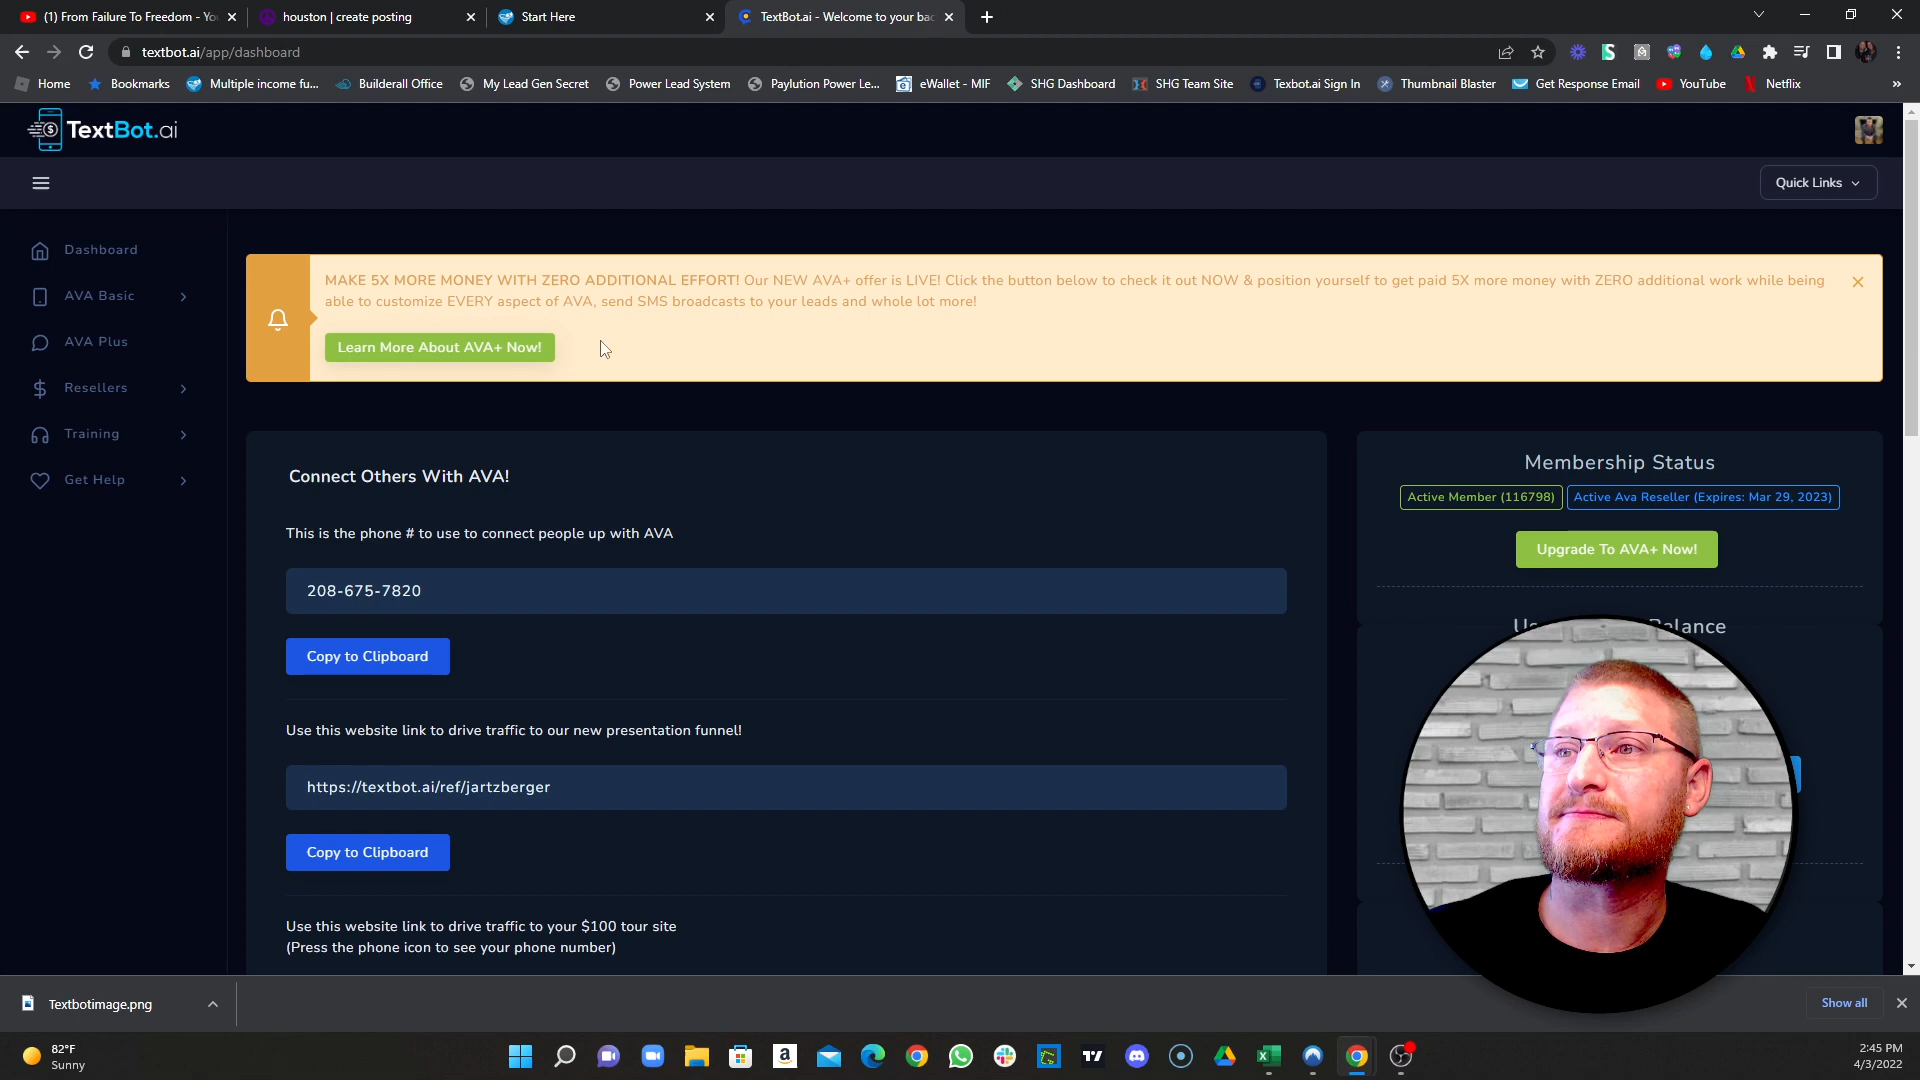 (1) From Failure To Freedom - Yo
houston | create posting
Start Here
TextBot.ai - Welcome to your bac
textbot.ai/app/dashboard
Home
Bookmarks
Multiple income fu...
Builderall Office
My Lead Gen Secret
Power Lead System
Paylution Power Le...
eWallet - MIF
SHG Dashboard
SHG Team Site
Texbot.ai Sign In
Thumbnail Blaster
Get Response Email
YouTube
Netflix
»
TextBot.ai
Quick Links
Dashboard
AVA Basic
AVA Plus
Resellers
Training
Get Help
MAKE 5X MORE MONEY WITH ZERO ADDITIONAL EFFORT! Our NEW AVA+ offer is LIVE! Click the button below to check it out NOW & position yourself to get paid 5X more money with ZERO additional work while being
able to customize EVERY aspect of AVA, send SMS broadcasts to your leads and whole lot more!
Learn More About AVA+ Now!
Connect Others With AVA!
This is the phone # to use to connect people up with AVA
208-675-7820
Copy to Clipboard
Use this website link to drive traffic to our new presentation funnel!
https://textbot.ai/ref/jartzberger
Copy to Clipboard
Use this website link to drive traffic to your $100 tour site
(Press the phone icon to see your phone number)
Membership Status
Active Member (116798)
Active Ava Reseller (Expires: Mar 29, 2023)
Upgrade To AVA+ Now!
Balance
Textbotimage.png
Show all
82°F
Sunny
2:45 PM
4/3/2022